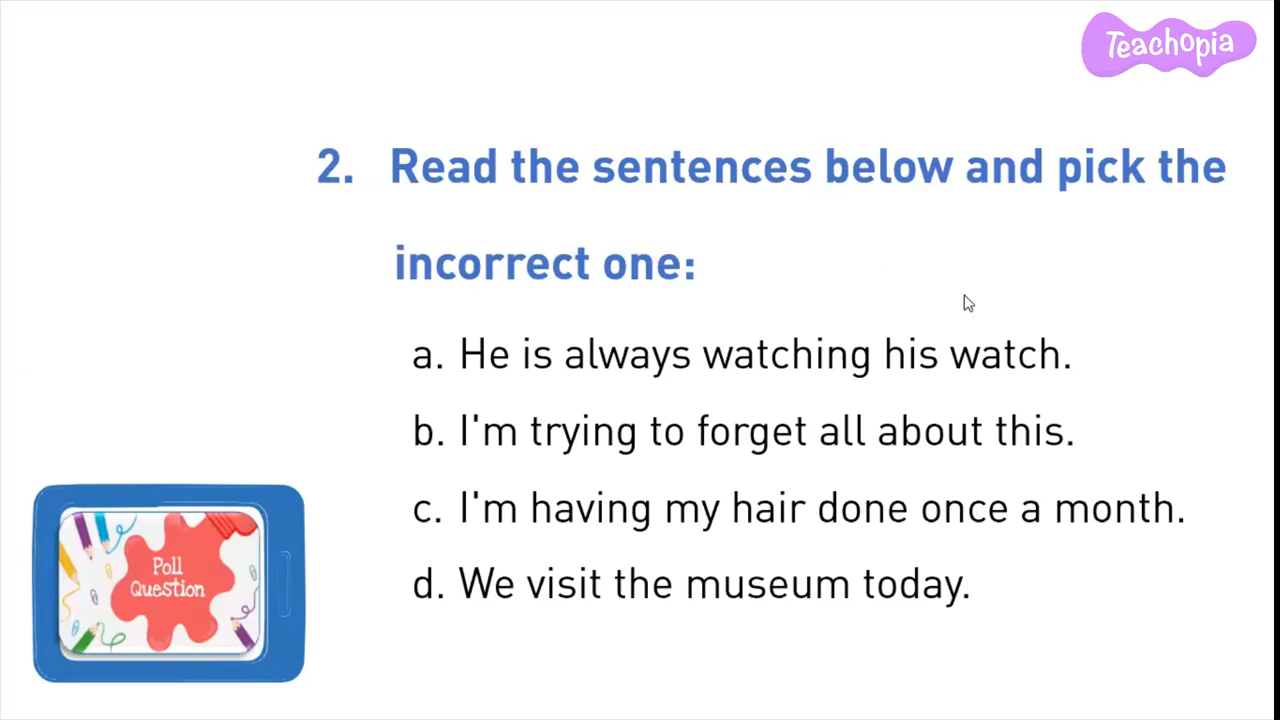 Teachopia
2. Read the sentences below and pick the
incorrect one:
a. He is always watching his watch.
b. I'm trying to forget all about this.
c. I'm having my hair done once a month.
d. We visit the museum today.
Poll
Question